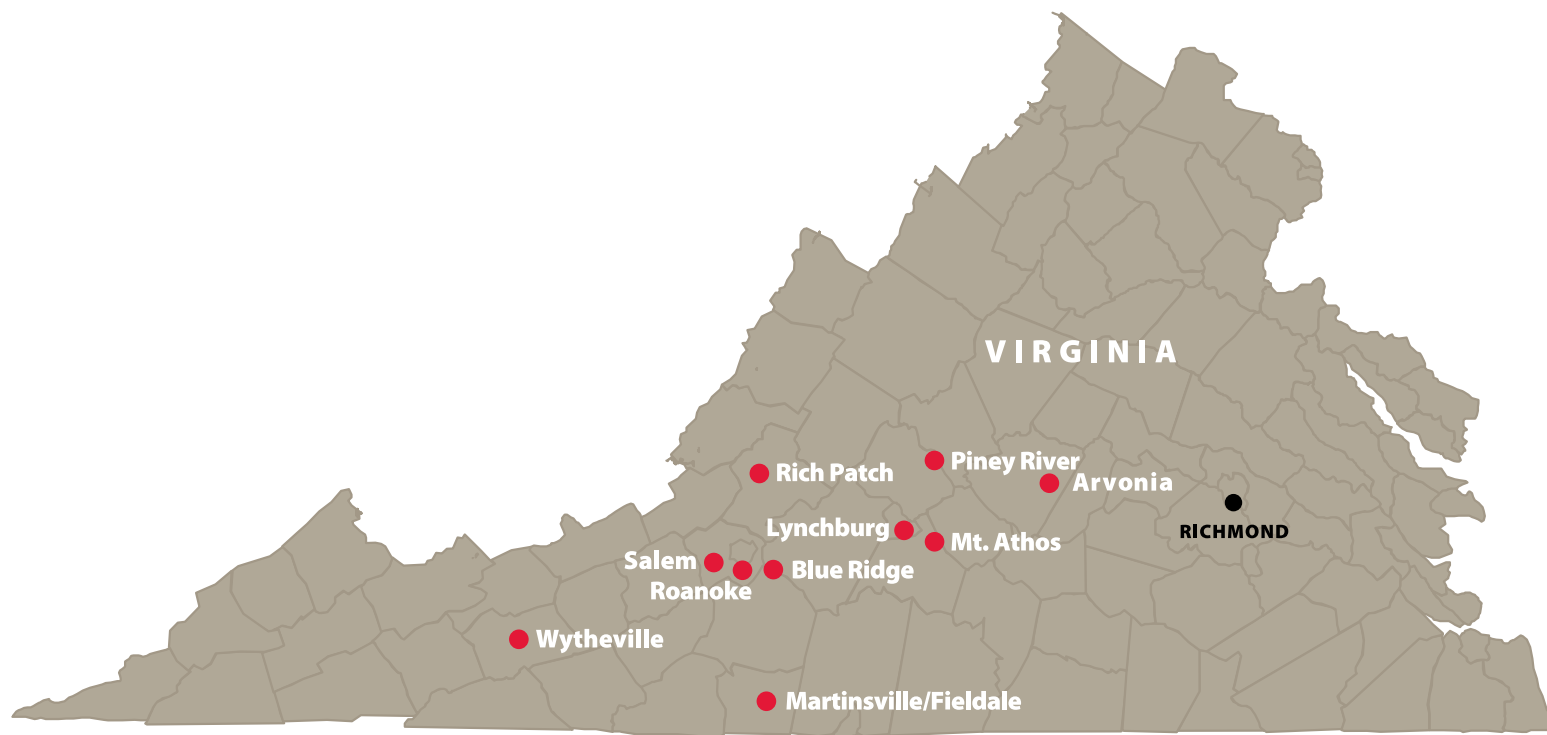 VIRGINIA
Piney River
Rich Patch
Arvonia
Lynchburg
RICHMOND
Mt. Athos
Salem
Blue Ridge
Roanoke
Wytheville
Martinsville/Fieldale